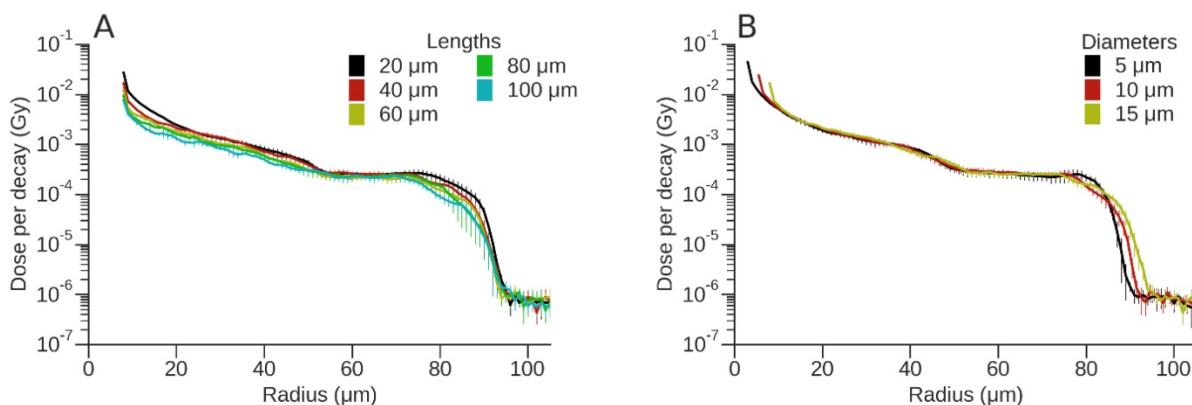 A
Lengths
20 µm
40 µm
60 µm
80 µm
100 µm
10⁻¹
10⁻²
10⁻³
10⁻⁴
10⁻⁵
10⁻⁶
10⁻⁷
Dose per decay (Gy)
0 20 40 60 80 100
Radius (µm)
B
Diameters
5 µm
10 µm
15 µm
10⁻¹
10⁻²
10⁻³
10⁻⁴
10⁻⁵
10⁻⁶
10⁻⁷
Dose per decay (Gy)
0 20 40 60 80 100
Radius (µm)